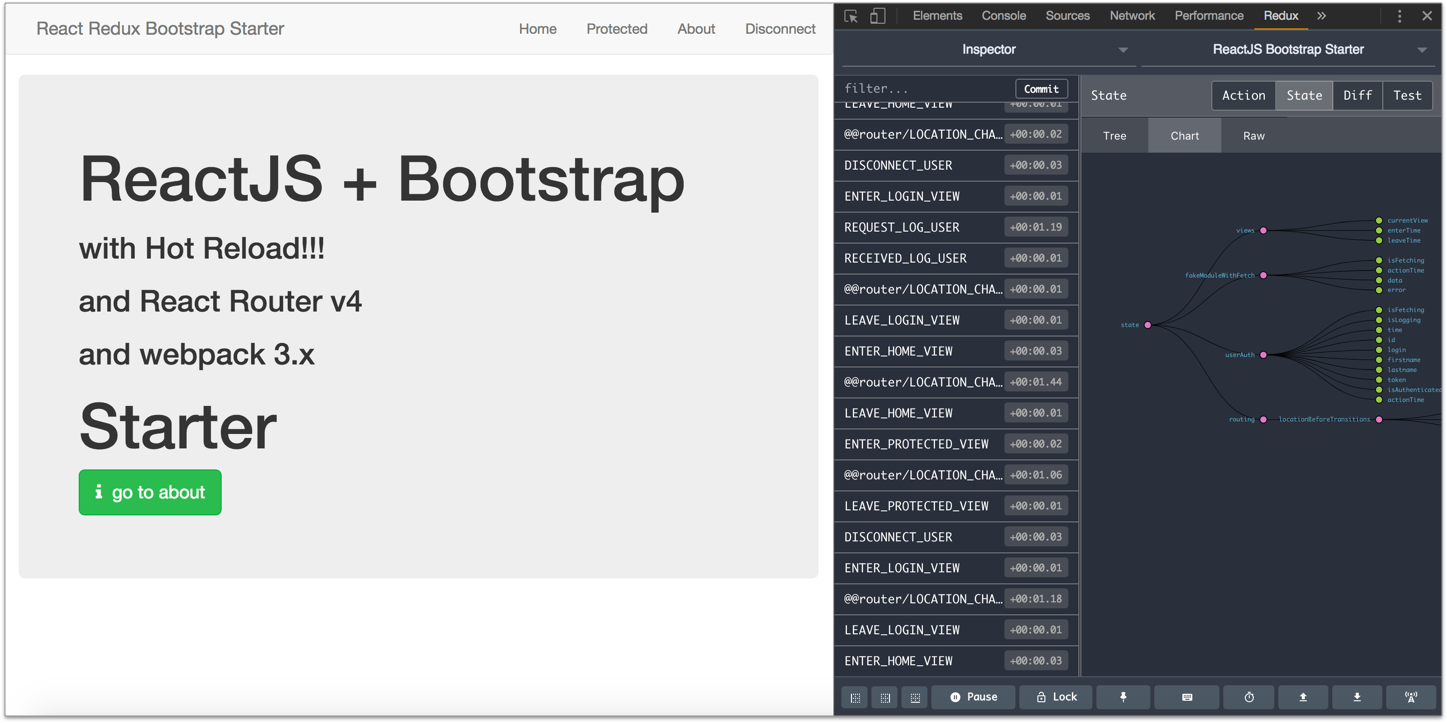 React Redux Bootstrap Starter
Home Protected About Disconnect
ReactJS + Bootstrap
with Hot Reload!!!
and React Router v4
and webpack 3.x
Starter
go to about
Elements Console Sources Network Performance Redux »
Inspector ReactJS Bootstrap Starter
filter... Commit
LEAVE_HOME_VIEW +00:00.01
@@router/LOCATION_CHA… +00:00.02
DISCONNECT_USER +00:00.03
ENTER_LOGIN_VIEW +00:00.01
REQUEST_LOG_USER +00:01.19
RECEIVED_LOG_USER +00:00.01
@@router/LOCATION_CHA… +00:00.01
LEAVE_LOGIN_VIEW +00:00.01
ENTER_HOME_VIEW +00:00.03
@@router/LOCATION_CHA… +00:01.44
LEAVE_HOME_VIEW +00:00.01
ENTER_PROTECTED_VIEW +00:00.02
@@router/LOCATION_CHA… +00:01.06
LEAVE_PROTECTED_VIEW +00:00.01
DISCONNECT_USER +00:00.03
ENTER_LOGIN_VIEW +00:00.01
@@router/LOCATION_CHA… +00:01.18
LEAVE_LOGIN_VIEW +00:00.01
ENTER_HOME_VIEW +00:00.03
State Action State Diff Test
Tree Chart Raw
state
views
currentView
enterTime
leaveTime
fakeModuleWithFetch
isFetching
actionTime
data
error
userAuth
isFetching
isLogging
time
id
login
firstname
lastname
token
isAuthenticated
actionTime
routing locationBeforeTransitions
Pause Lock